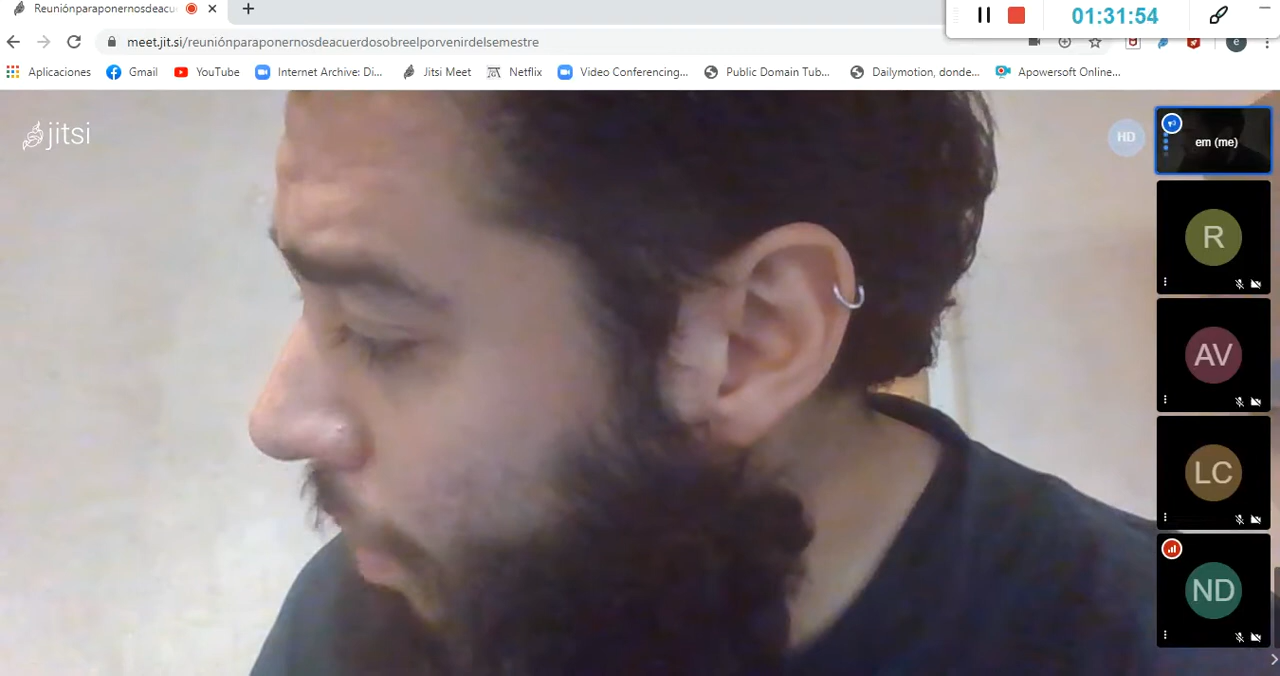 Reuniónparaponernosdeacue
01:31:54
meet.jit.si/reuniónparaponernosdeacuerdosobreelporvenirdelsemestre
e
Aplicaciones Gmail YouTube Internet Archive: Di... Jitsi Meet Netflix Video Conferencing... Public Domain Tub... Dailymotion, donde... Apowersoft Online...
jitsi
HD
em (me)
R
AV
LC
ND